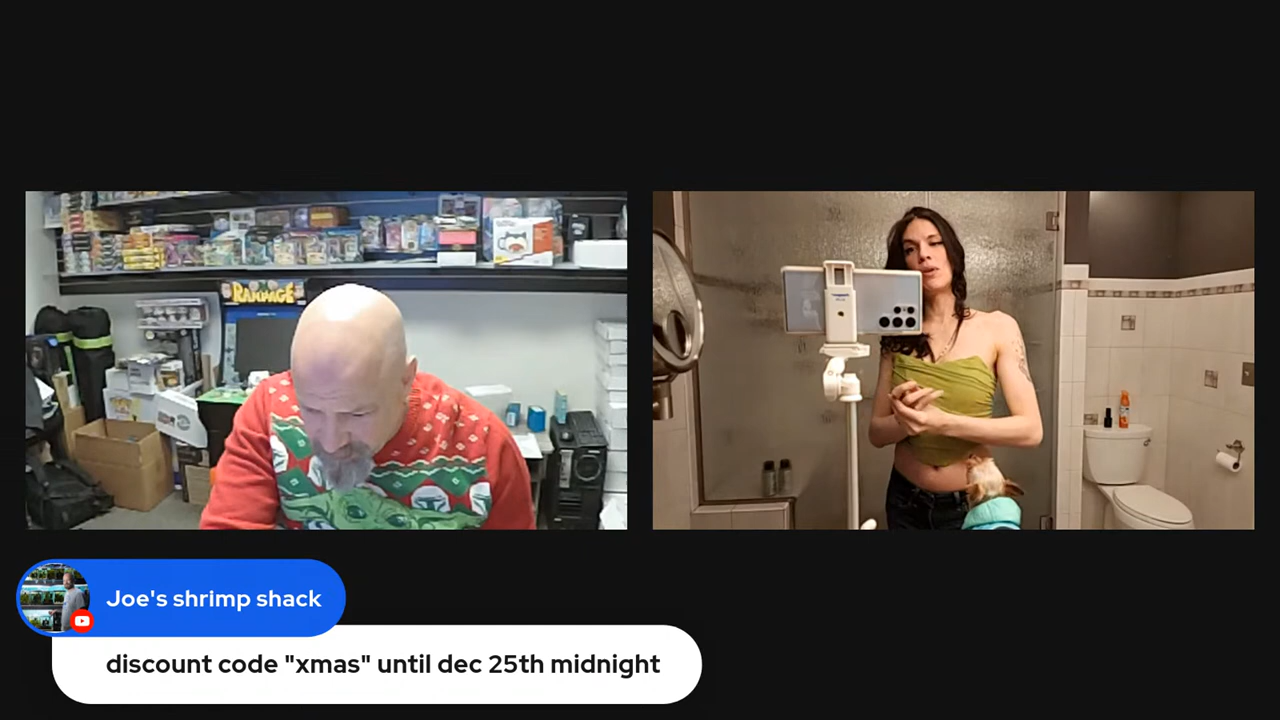 RAMPAGE
Joe's shrimp shack
discount code "xmas" until dec 25th midnight